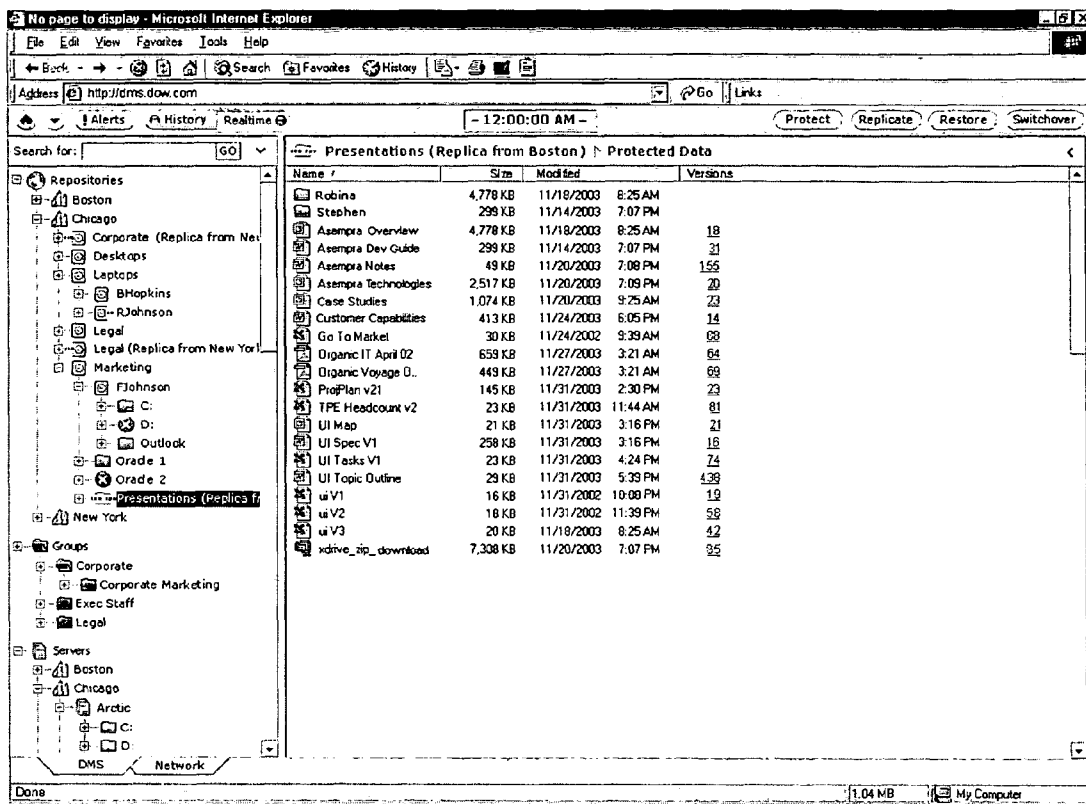 No page to display - Microsoft Internet Explorer
File Edit View Favorites Tools Help
Back Search Favorites History
Address http://dms.dow.com Go Links
!Alerts History Realtime - 12:00:00 AM - Protect Replicate Restore Switchover
Search for: GO
Presentations (Replica from Boston) Protected Data
Name Size Modified Versions
Repositories
Boston
Chicago
Corporate (Replica from Ne
Desktops
Laptops
BHopkins
RJohnson
Legal
Legal (Replica from New Yor
Marketing
FJohnson
C:
D:
Outlook
Orade 1
Orade 2
Presentations (Replica f
New York
Groups
Corporate
Corporate Marketing
Exec Staff
Legal
Servers
Boston
Chicago
Arctic
C:
D:
DMS Network
Robina 4,778 KB 11/18/2003 8:25 AM
Stephen 299 KB 11/14/2003 7:07 PM
Asempra Overview 4,778 KB 11/18/2003 8:25 AM 18
Asempra Dev Guide 299 KB 11/14/2003 7:07 PM 31
Asempra Notes 49 KB 11/20/2003 7:08 PM 155
Asempra Technologies 2,517 KB 11/20/2003 7:09 PM 20
Case Studies 1,074 KB 11/20/2003 9:25 AM 23
Customer Capabilities 413 KB 11/24/2003 6:05 PM 14
Go To Market 30 KB 11/24/2002 9:39 AM 68
Organic IT April 02 659 KB 11/27/2003 3:21 AM 64
Organic Voyage 449 KB 11/27/2003 3:21 AM 69
ProjPlan v21 145 KB 11/31/2003 2:30 PM 23
TPE Headcount v2 23 KB 11/31/2003 11:44 AM 81
UI Map 21 KB 11/31/2003 3:16 PM 21
UI Spec V1 258 KB 11/31/2003 3:16 PM 16
UI Tasks V1 23 KB 11/31/2003 4:24 PM 74
UI Topic Outline 29 KB 11/31/2003 5:39 PM 438
ui V1 16 KB 11/31/2002 10:08 PM 19
ui V2 18 KB 11/31/2002 11:39 PM 58
ui V3 20 KB 11/18/2003 8:25 AM 42
xdrive_zip_download 7,308 KB 11/20/2003 7:07 PM
Done 1.04 MB My Computer